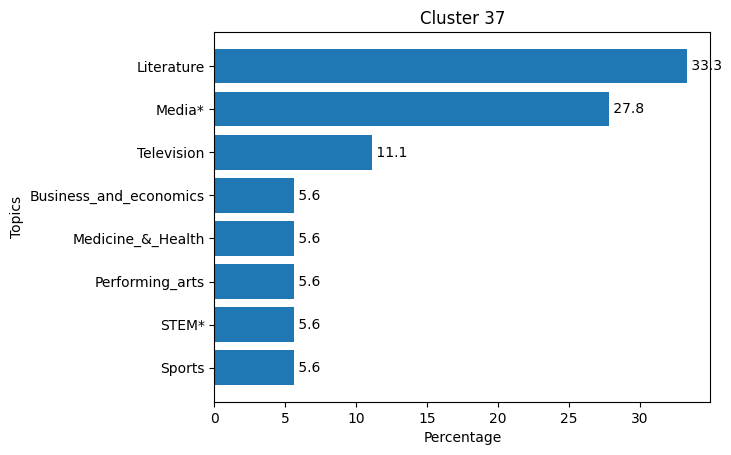 Cluster 37
Topics
Literature 33.3
Media* 27.8
Television 11.1
Business_and_economics 5.6
Medicine_&_Health 5.6
Performing_arts 5.6
STEM* 5.6
Sports 5.6
0 5 10 15 20 25 30
Percentage